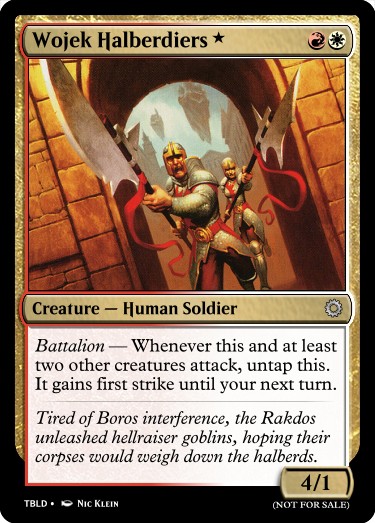 Wojek Halberdiers ★
Creature — Human Soldier
Battalion — Whenever this and at least
two other creatures attack, untap this.
It gains first strike until your next turn.
Tired of Boros interference, the Rakdos
unleashed hellraiser goblins, hoping their
corpses would weigh down the halberds.
4/1
TBLD • Nic Klein
(NOT FOR SALE)